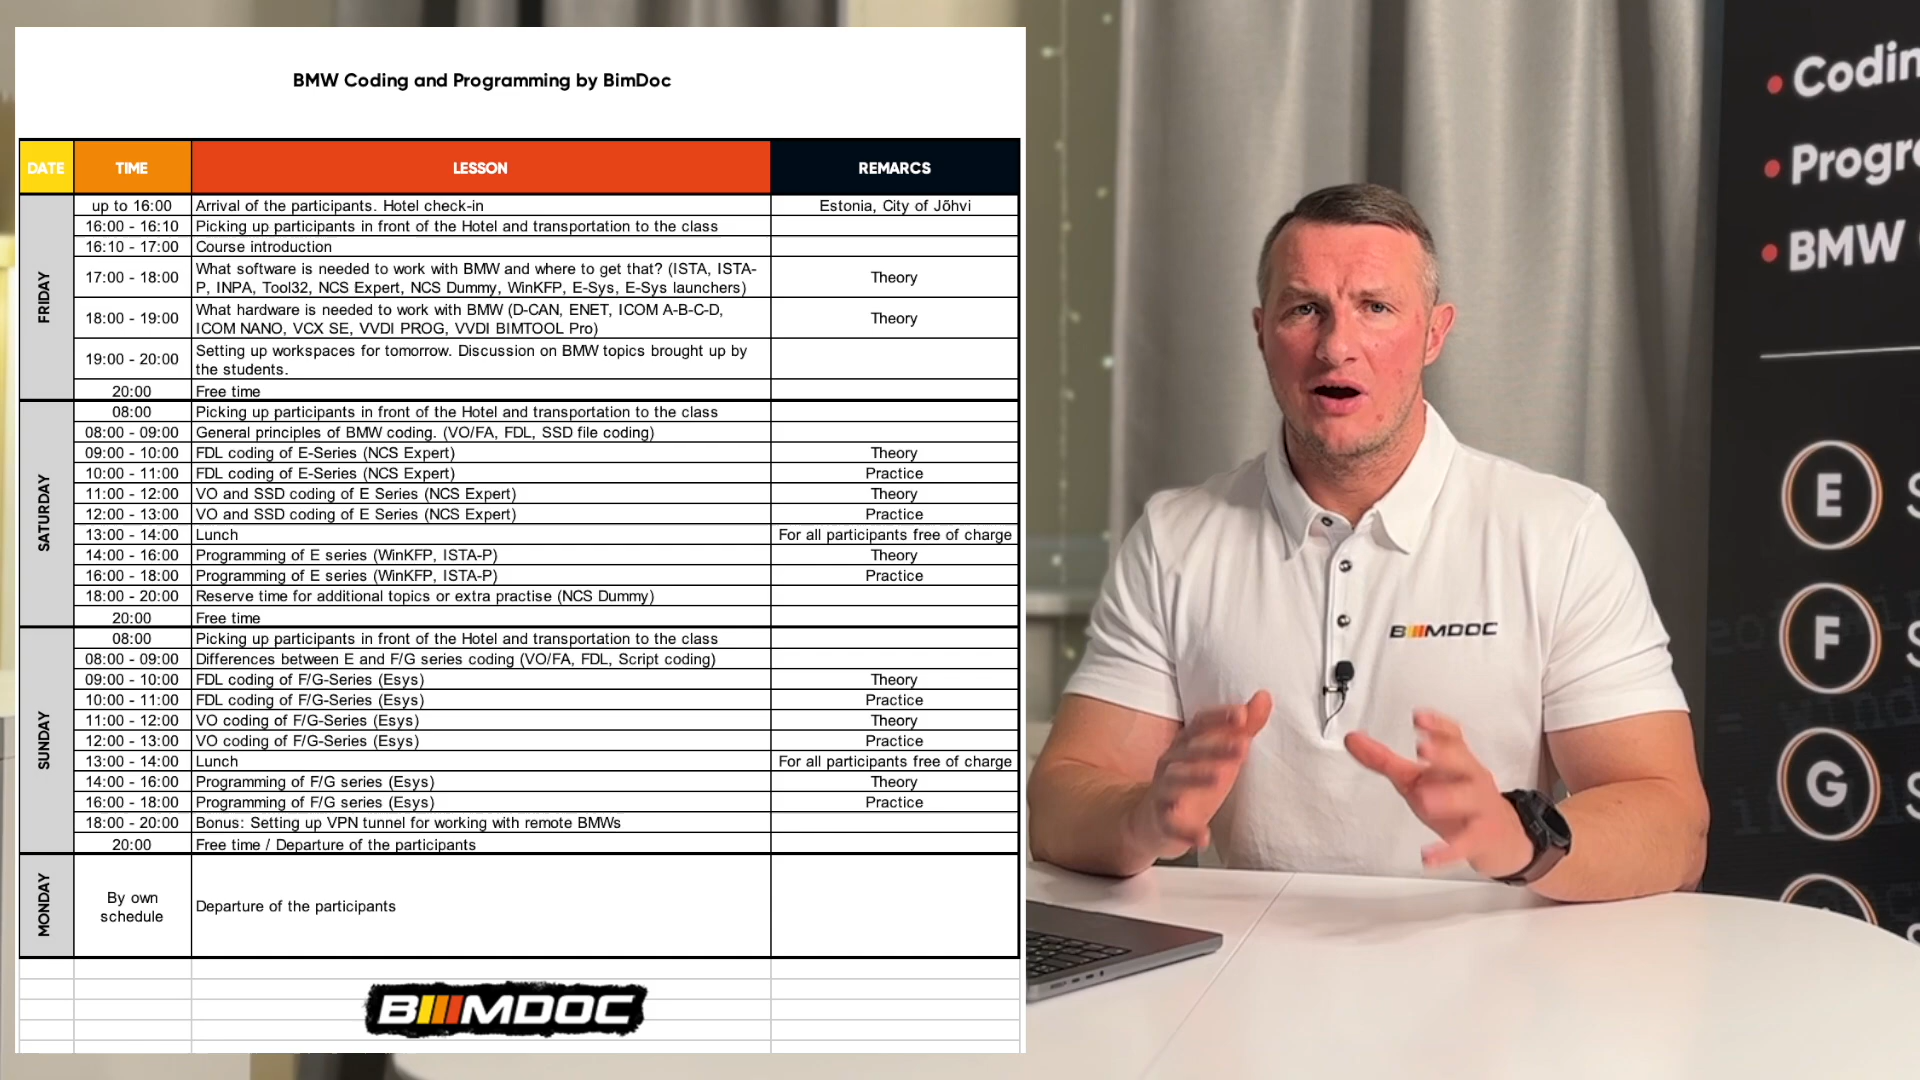 BMW Coding and Programming by BimDoc
DATE TIME LESSON REMARCS
FRIDAY
up to 16:00 Arrival of the participants. Hotel check-in Estonia, City of Jõhvi
16:00 - 16:10 Picking up participants in front of the Hotel and transportation to the class
16:10 - 17:00 Course introduction
17:00 - 18:00 What software is needed to work with BMW and where to get that? (ISTA, ISTA-
P, INPA, Tool32, NCS Expert, NCS Dummy, WinKFP, E-Sys, E-Sys launchers) Theory
18:00 - 19:00 What hardware is needed to work with BMW (D-CAN, ENET, ICOM A-B-C-D,
ICOM NANO, VCX SE, VVDI PROG, VVDI BIMTOOL Pro) Theory
19:00 - 20:00 Setting up workspaces for tomorrow. Discussion on BMW topics brought up by
the students.
20:00 Free time
SATURDAY
08:00 Picking up participants in front of the Hotel and transportation to the class
08:00 - 09:00 General principles of BMW coding. (VO/FA, FDL, SSD file coding)
09:00 - 10:00 FDL coding of E-Series (NCS Expert) Theory
10:00 - 11:00 FDL coding of E-Series (NCS Expert) Practice
11:00 - 12:00 VO and SSD coding of E Series (NCS Expert) Theory
12:00 - 13:00 VO and SSD coding of E Series (NCS Expert) Practice
13:00 - 14:00 Lunch For all participants free of charge
14:00 - 16:00 Programming of E series (WinKFP, ISTA-P) Theory
16:00 - 18:00 Programming of E series (WinKFP, ISTA-P) Practice
18:00 - 20:00 Reserve time for additional topics or extra practise (NCS Dummy)
20:00 Free time
SUNDAY
08:00 Picking up participants in front of the Hotel and transportation to the class
08:00 - 09:00 Differences between E and F/G series coding (VO/FA, FDL, Script coding)
09:00 - 10:00 FDL coding of F/G-Series (Esys) Theory
10:00 - 11:00 FDL coding of F/G-Series (Esys) Practice
11:00 - 12:00 VO coding of F/G-Series (Esys) Theory
12:00 - 13:00 VO coding of F/G-Series (Esys) Practice
13:00 - 14:00 Lunch For all participants free of charge
14:00 - 16:00 Programming of F/G series (Esys) Theory
16:00 - 18:00 Programming of F/G series (Esys) Practice
18:00 - 20:00 Bonus: Setting up VPN tunnel for working with remote BMWs
20:00 Free time / Departure of the participants
MONDAY
By own
schedule Departure of the participants
BIMDOC
BIMDOC
• Codin
• Progr
• BMW
E S
F S
G S